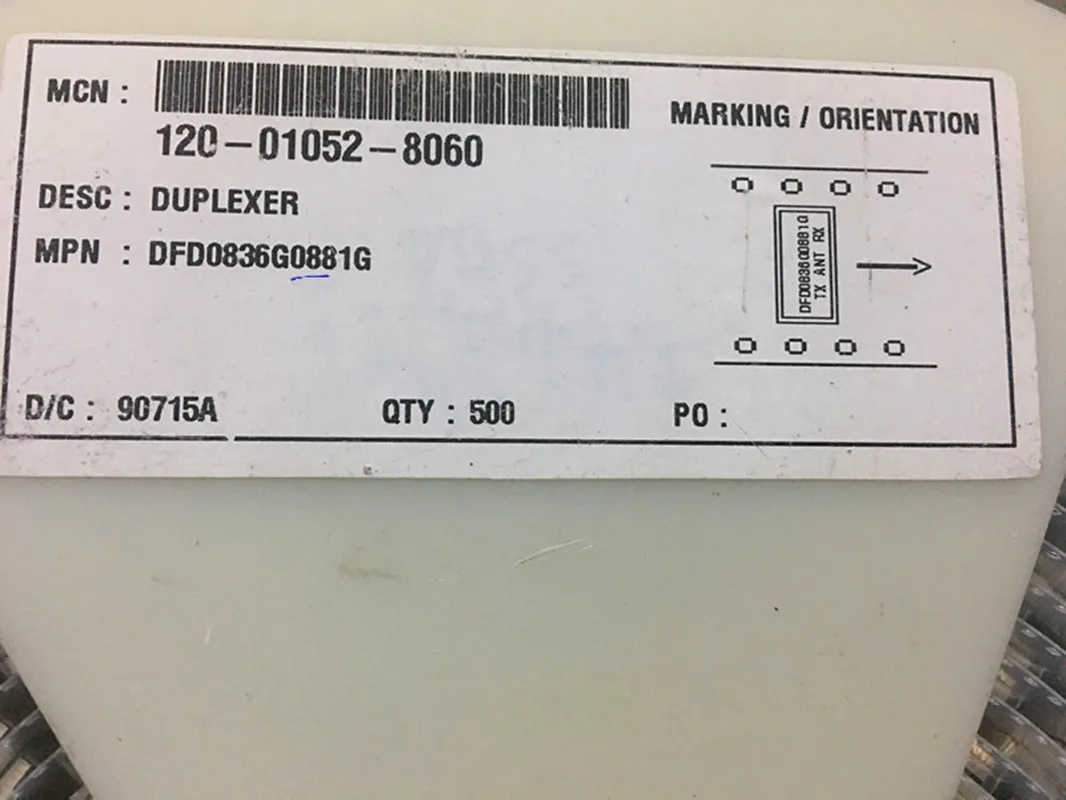 MCN :
120-01052-8060
MARKING / ORIENTATION
DESC : DUPLEXER
MPN : DFD0836G0881G
DFD0836G0881G
TX ANT RX
D/C : 90715A
QTY : 500
PO :